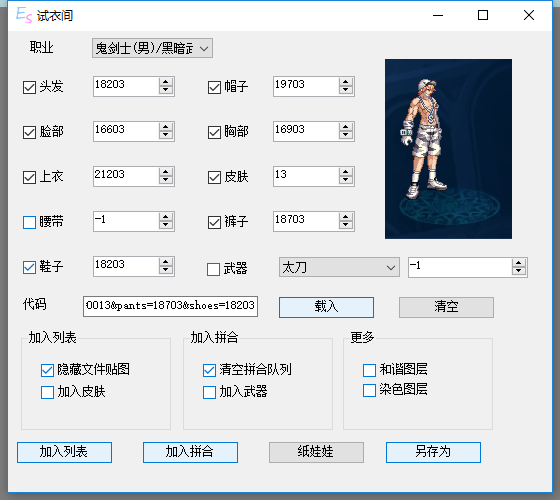 ES 试衣间
职业 鬼剑士(男)/黑暗武
头发 18203 帽子 19703
脸部 16603 胸部 16903
上衣 21203 皮肤 13
腰带 -1 裤子 18703
鞋子 18203 武器 太刀 -1
代码 0013&pants=18703&shoes=18203 载入 清空
加入列表 加入拼合 更多
隐藏文件贴图 清空拼合队列 和谐图层
加入皮肤 加入武器 染色图层
加入列表 加入拼合 纸娃娃 另存为